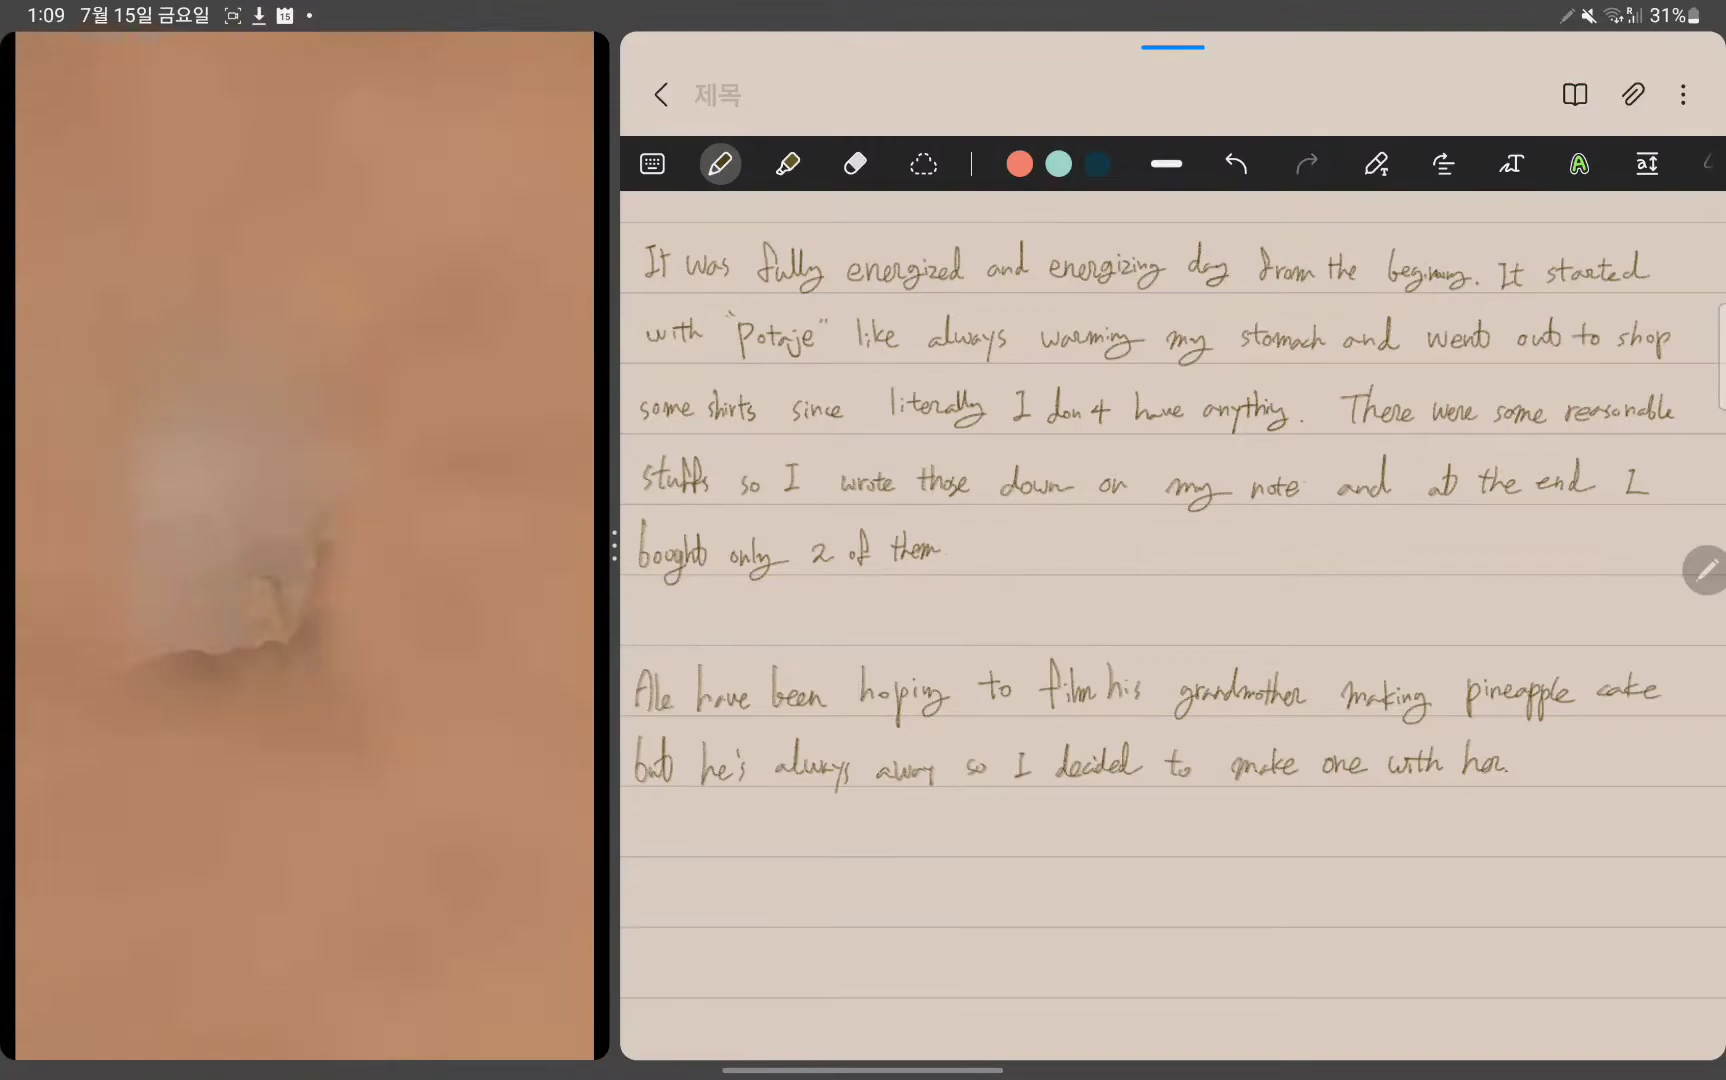 1:09 7월 15일 금요일
15
R
31%
제목
It was fully energized and energizing day from the begining. It started
with "potaje" like always warming my stomach and went out to shop
some shirts since literally I don't have anything. There were some reasonable
stuffs so I wrote those down on my note and at the end I
bought only 2 of them.
Ale have been hoping to film his grandmother making pineapple cake
but he's always away so I decided to make one with her.